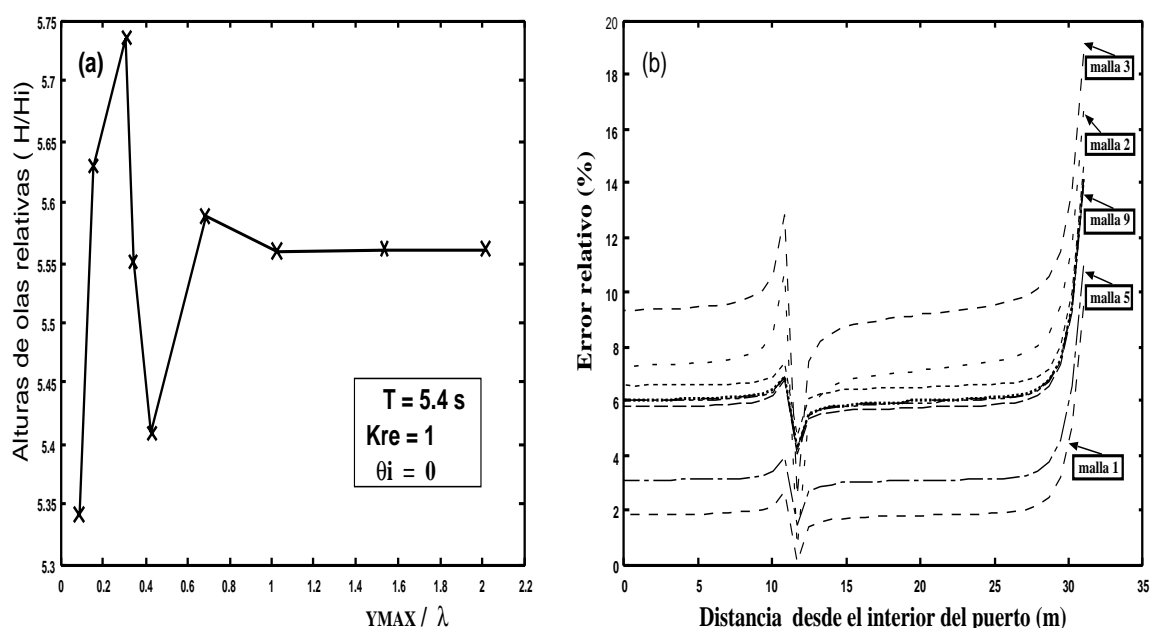 (a)
Alturas de olas relativas ( H/Hi)
5.75
5.7
5.65
5.6
5.55
5.5
5.45
5.4
5.35
5.3
0 0.2 0.4 0.6 0.8 1 1.2 1.4 1.6 1.8 2 2.2
YMAX / λ
T = 5.4 s
Kre = 1
θi = 0
(b)
Error relativo (%)
20
18
16
14
12
10
8
6
4
2
0
0 5 10 15 20 25 30 35
Distancia desde el interior del puerto (m)
malla 3
malla 2
malla 9
malla 5
malla 1